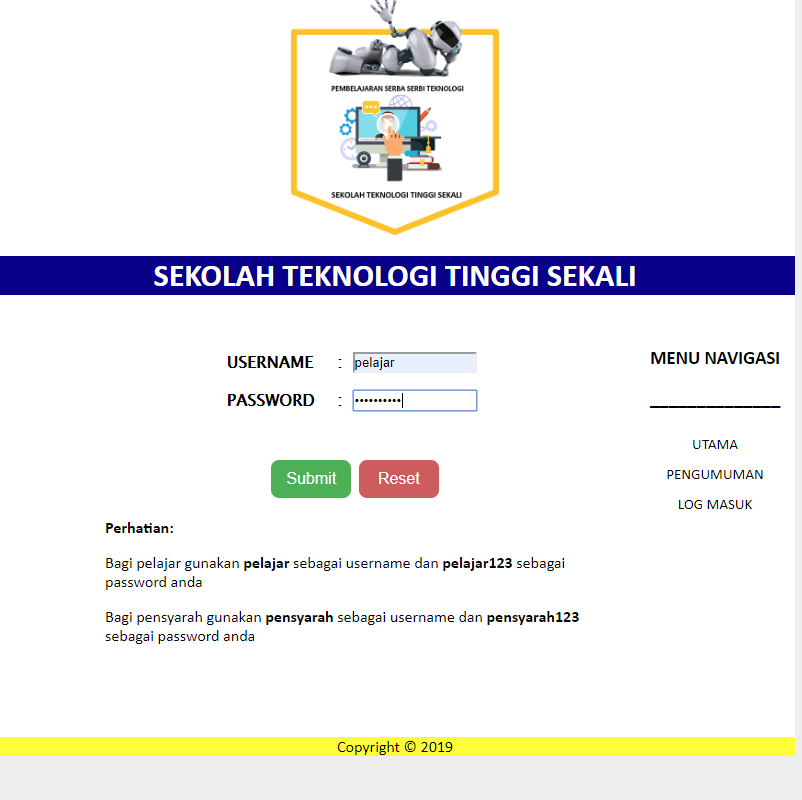 PEMBELAJARAN SERBA SERBI TEKNOLOGI
SEKOLAH TEKNOLOGI TINGGI SEKALI
SEKOLAH TEKNOLOGI TINGGI SEKALI
USERNAME : pelajar
PASSWORD : ••••••••••
Submit Reset
MENU NAVIGASI
______________
UTAMA
PENGUMUMAN
LOG MASUK
Perhatian:
Bagi pelajar gunakan pelajar sebagai username dan pelajar123 sebagai
password anda
Bagi pensyarah gunakan pensyarah sebagai username dan pensyarah123
sebagai password anda
Copyright © 2019